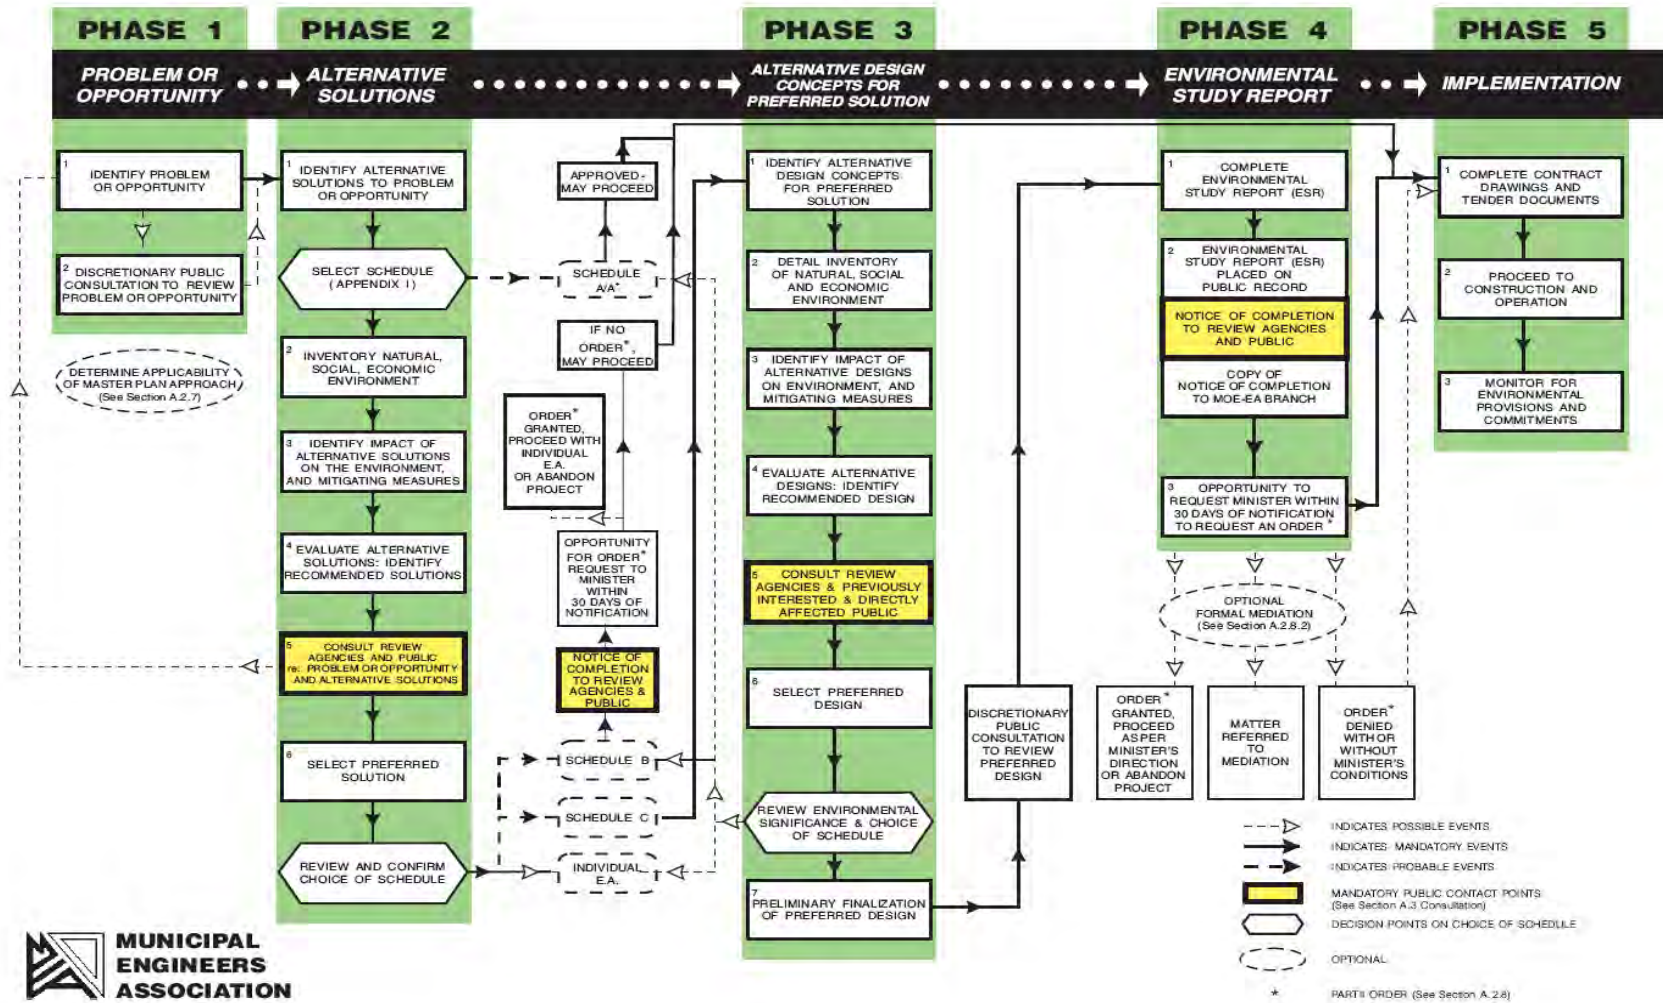 PHASE 1
PHASE 2
PHASE 3
PHASE 4
PHASE 5
PROBLEM OR
OPPORTUNITY
ALTERNATIVE
SOLUTIONS
ALTERNATIVE DESIGN
CONCEPTS FOR
PREFERRED SOLUTION
ENVIRONMENTAL
STUDY REPORT
IMPLEMENTATION
1
IDENTIFY PROBLEM
OR OPPORTUNITY
2 DISCRETIONARY PUBLIC
CONSULTATION TO REVIEW
PROBLEM OR OPPORTUNITY
DETERMINE APPLICABILITY
OF MASTER PLAN APPROACH
(See Section A.2.7)
1
IDENTIFY ALTERNATIVE
SOLUTIONS TO PROBLEM
OR OPPORTUNITY
SELECT SCHEDULE
(APPENDIX I)
2
INVENTORY NATURAL,
SOCIAL, ECONOMIC
ENVIRONMENT
3 IDENTIFY IMPACT OF
ALTERNATIVE SOLUTIONS
ON THE ENVIRONMENT,
AND MITIGATING MEASURES
4 EVALUATE ALTERNATIVE
SOLUTIONS: IDENTIFY
RECOMMENDED SOLUTIONS
5 CONSULT REVIEW
AGENCIES AND PUBLIC
re: PROBLEM OR OPPORTUNITY
AND ALTERNATIVE SOLUTIONS
6
SELECT PREFERRED
SOLUTION
REVIEW AND CONFIRM
CHOICE OF SCHEDULE
APPROVED-
MAY PROCEED
SCHEDULE
A/A+
IF NO
ORDER*,
MAY PROCEED
ORDER*
GRANTED,
PROCEED WITH
INDIVIDUAL
E.A.
OR ABANDON
PROJECT
OPPORTUNITY
FOR ORDER*
REQUEST TO
MINISTER
WITHIN
30 DAYS OF
NOTIFICATION
NOTICE OF
COMPLETION
TO REVIEW
AGENCIES &
PUBLIC
SCHEDULE B
SCHEDULE C
INDIVIDUAL
E.A.
1
IDENTIFY ALTERNATIVE
DESIGN CONCEPTS
FOR PREFERRED
SOLUTION
2
DETAIL INVENTORY
OF NATURAL, SOCIAL
AND ECONOMIC
ENVIRONMENT
3 IDENTIFY IMPACT OF
ALTERNATIVE DESIGNS
ON ENVIRONMENT, AND
MITIGATING MEASURES
4 EVALUATE ALTERNATIVE
DESIGNS: IDENTIFY
RECOMMENDED DESIGN
5 CONSULT REVIEW
AGENCIES & PREVIOUSLY
INTERESTED & DIRECTLY
AFFECTED PUBLIC
6
SELECT PREFERRED
DESIGN
REVIEW ENVIRONMENTAL
SIGNIFICANCE & CHOICE
OF SCHEDULE
7
PRELIMINARY FINALIZATION
OF PREFERRED DESIGN
DISCRETIONARY
PUBLIC
CONSULTATION
TO REVIEW
PREFERRED
DESIGN
1
COMPLETE
ENVIRONMENTAL
STUDY REPORT (ESR)
2 ENVIRONMENTAL
STUDY REPORT (ESR)
PLACED ON
PUBLIC RECORD
NOTICE OF COMPLETION
TO REVIEW AGENCIES
AND PUBLIC
COPY OF
NOTICE OF COMPLETION
TO MOE-EA BRANCH
3 OPPORTUNITY TO
REQUEST MINISTER WITHIN
30 DAYS OF NOTIFICATION
TO REQUEST AN ORDER*
OPTIONAL
FORMAL MEDIATION
(See Section A.2.8.2)
ORDER*
GRANTED,
PROCEED
AS PER
MINISTER'S
DIRECTION
OR ABANDON
PROJECT
MATTER
REFERRED
TO
MEDIATION
ORDER*
DENIED
WITH OR
WITHOUT
MINISTER'S
CONDITIONS
1
COMPLETE CONTRACT
DRAWINGS AND
TENDER DOCUMENTS
2
PROCEED TO
CONSTRUCTION AND
OPERATION
3
MONITOR FOR
ENVIRONMENTAL
PROVISIONS AND
COMMITMENTS
INDICATES POSSIBLE EVENTS
INDICATES MANDATORY EVENTS
INDICATES PROBABLE EVENTS
MANDATORY PUBLIC CONTACT POINTS
(See Section A.3 Consultation)
DECISION POINTS ON CHOICE OF SCHEDULE
OPTIONAL
* PART II ORDER (See Section A.2.8)
MUNICIPAL
ENGINEERS
ASSOCIATION